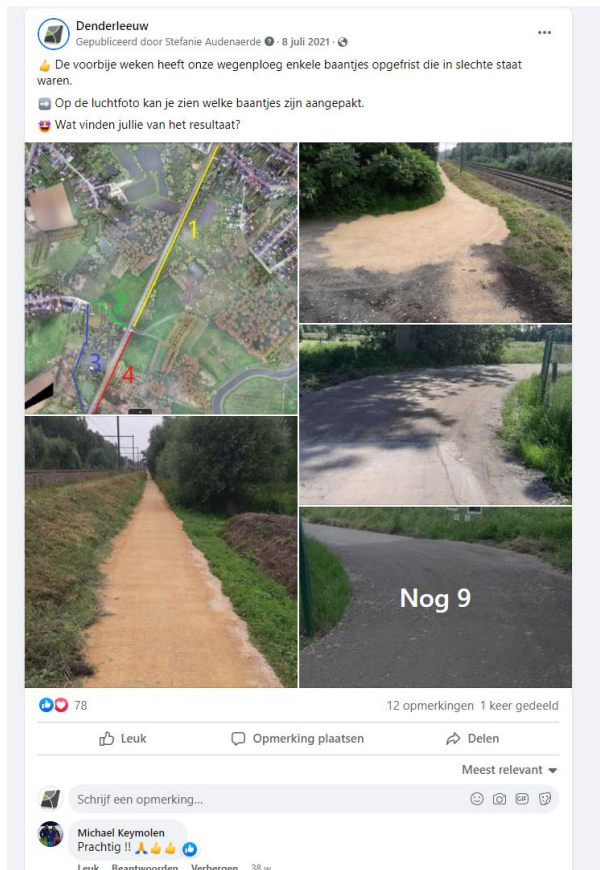 Denderleeuw
Gepubliceerd door Stefanie Audenaerde · 8 juli 2021 ·
👍 De voorbije weken heeft onze wegenploeg enkele baantjes opgefrist die in slechte staat
waren.
➡️ Op de luchtfoto kan je zien welke baantjes zijn aangepakt.
🤩 Wat vinden jullie van het resultaat?
1
2
3
4
Nog 9
78
12 opmerkingen 1 keer gedeeld
Leuk Opmerking plaatsen Delen
Meest relevant
Schrijf een opmerking...
GIF
Michael Keymolen
Prachtig !! 🙏👍👍
Leuk Beantwoorden Verbergen 38 w